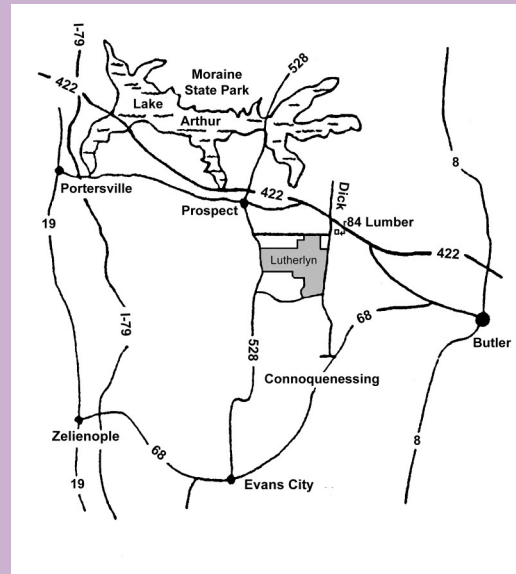 I-79
422
528
Moraine
State Park
Lake
Arthur
8
Portersville
422
Dick
Prospect
84 Lumber
19
Lutherlyn
422
I-79
68
528
Butler
Connoquenessing
Zelienople
68
8
19
Evans City